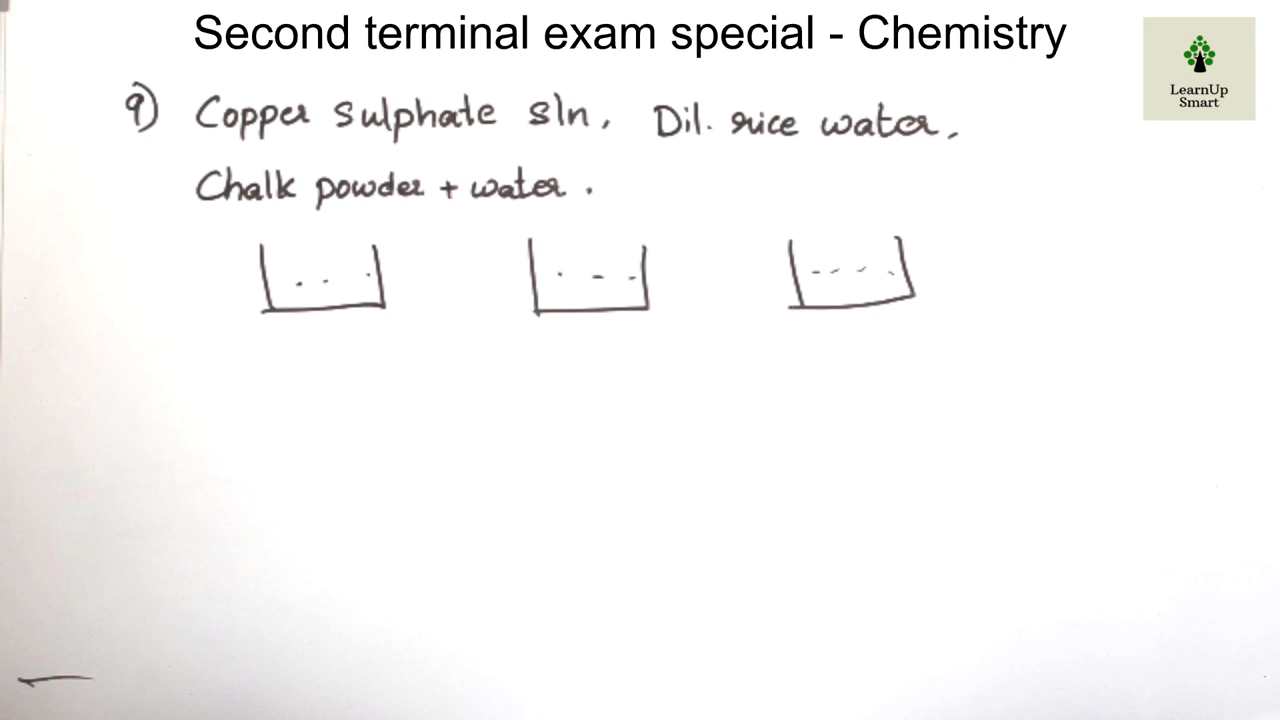 Second terminal exam special - Chemistry
LearnUp
Smart
9) Copper Sulphate sln, Dil. rice water,
Chalk powder + water.